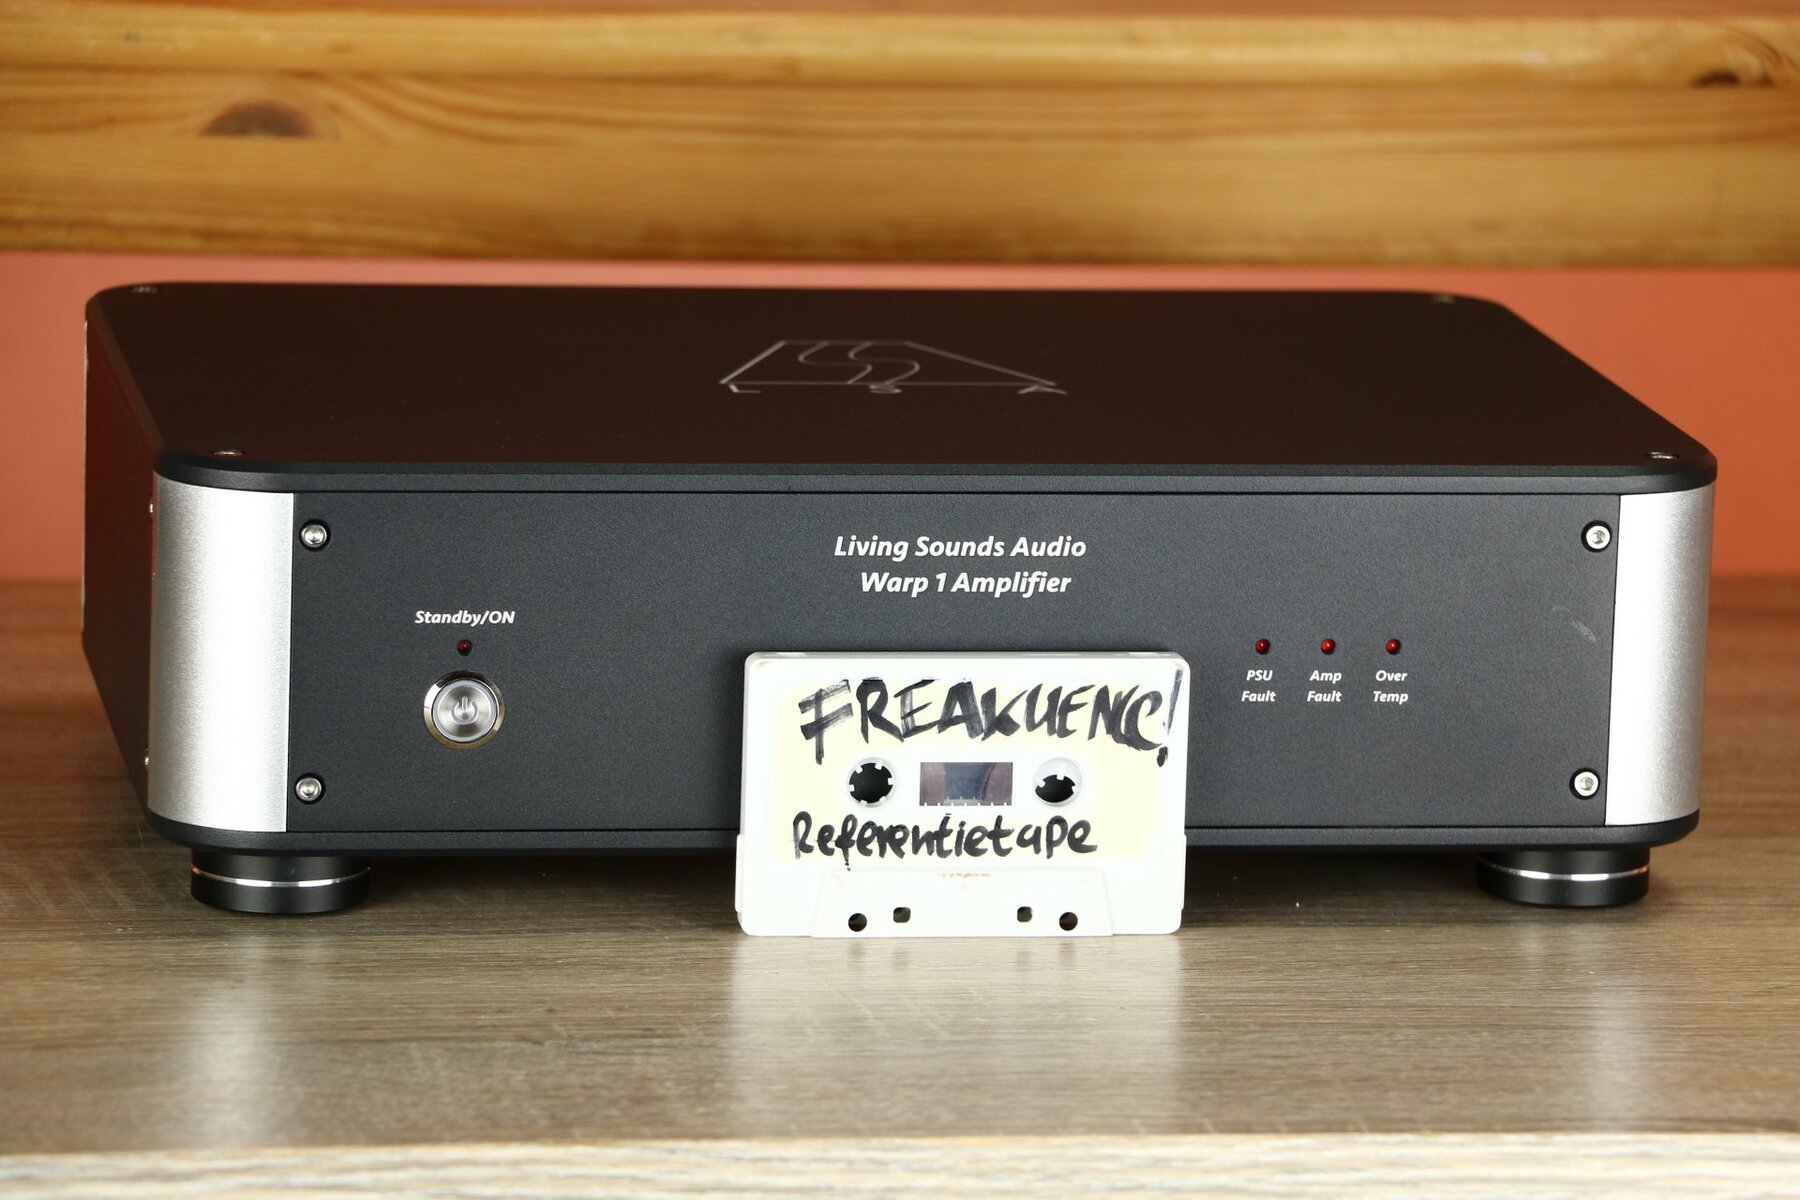 L S A
Living Sounds Audio
Warp 1 Amplifier
Standby/ON
PSU Fault
Amp Fault
Over Temp
FREAKUENC!
Referentietape